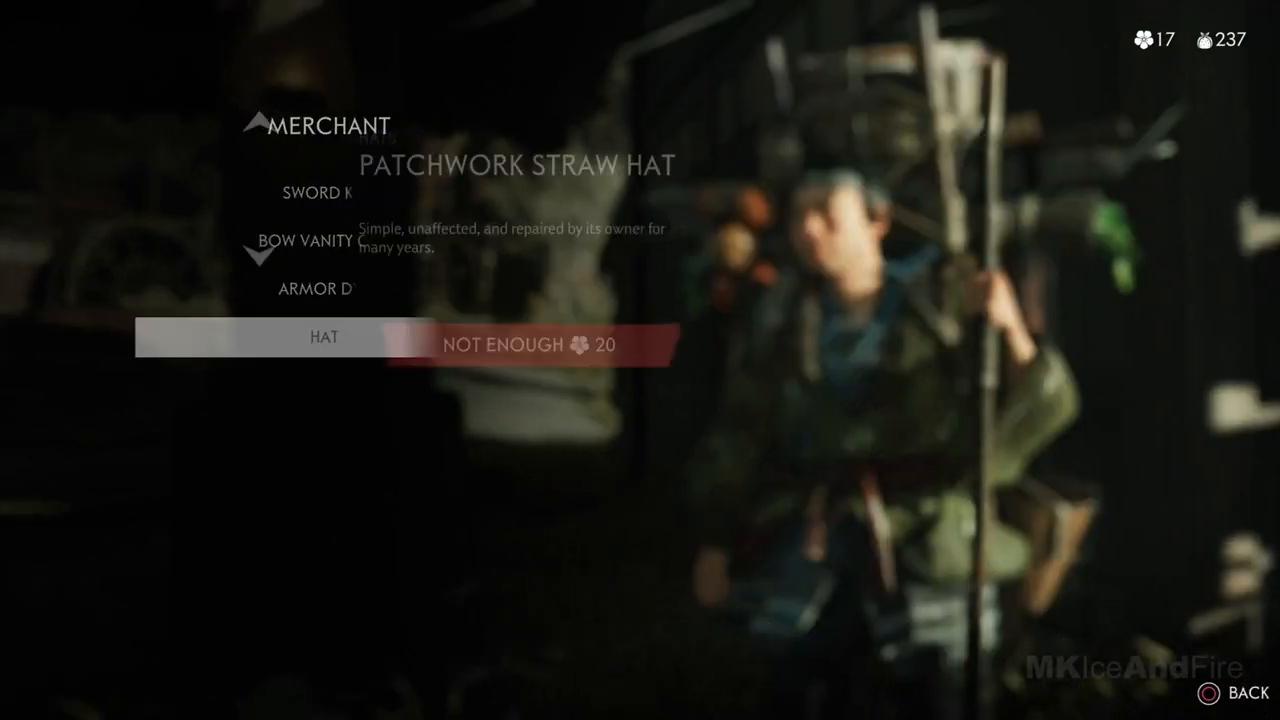 17 237
MERCHANT
HATS
PATCHWORK STRAW HAT
SWORD K
Simple, unaffected, and repaired by its owner for
many years.
BOW VANITY
ARMOR D
HAT
NOT ENOUGH 20
MKIceAndFire
BACK